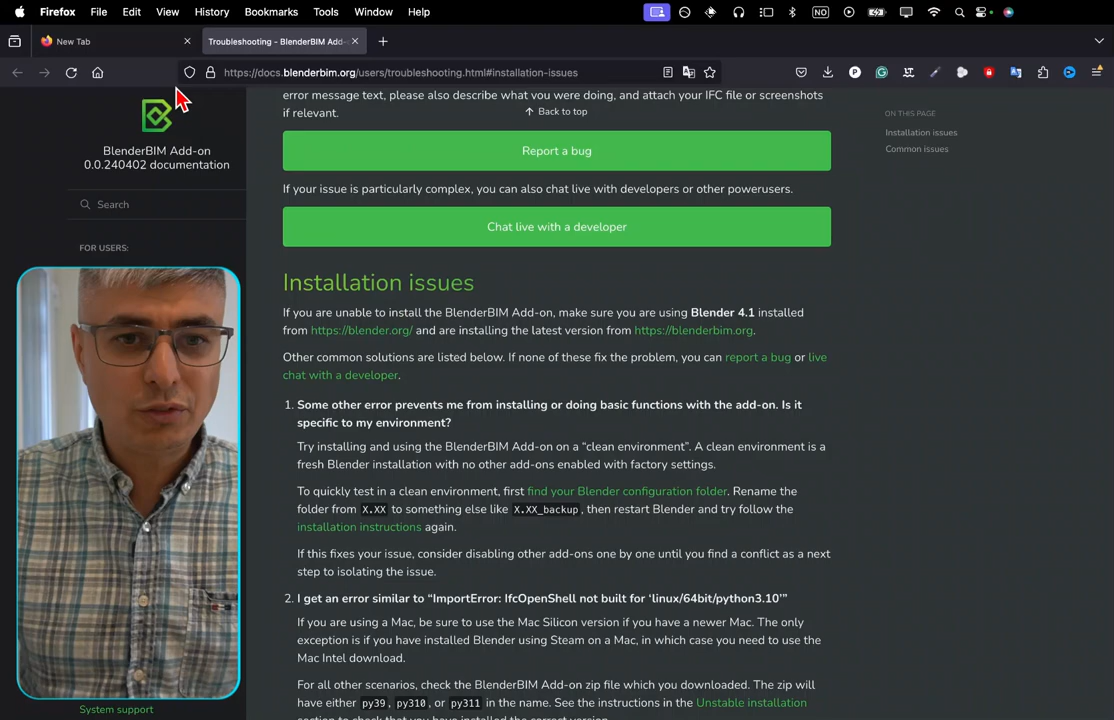 Firefox File Edit View History Bookmarks Tools Window Help
NO
New Tab
Troubleshooting - BlenderBIM Add-on
https://docs.blenderbim.org/users/troubleshooting.html#installation-issues
BlenderBIM Add-on
0.0.240402 documentation
Search
FOR USERS:
System support
error message text, please also describe what you were doing, and attach your IFC file or screenshots
if relevant.
Back to top
Report a bug
If your issue is particularly complex, you can also chat live with developers or other powerusers.
Chat live with a developer
Installation issues
If you are unable to install the BlenderBIM Add-on, make sure you are using Blender 4.1 installed
from https://blender.org/ and are installing the latest version from https://blenderbim.org.
Other common solutions are listed below. If none of these fix the problem, you can report a bug or live
chat with a developer.
1. Some other error prevents me from installing or doing basic functions with the add-on. Is it
specific to my environment?
Try installing and using the BlenderBIM Add-on on a “clean environment”. A clean environment is a
fresh Blender installation with no other add-ons enabled with factory settings.
To quickly test in a clean environment, first find your Blender configuration folder. Rename the
folder from X.XX to something else like X.XX_backup, then restart Blender and try follow the
installation instructions again.
If this fixes your issue, consider disabling other add-ons one by one until you find a conflict as a next
step to isolating the issue.
2. I get an error similar to “ImportError: IfcOpenShell not built for ‘linux/64bit/python3.10’”
If you are using a Mac, be sure to use the Mac Silicon version if you have a newer Mac. The only
exception is if you have installed Blender using Steam on a Mac, in which case you need to use the
Mac Intel download.
For all other scenarios, check the BlenderBIM Add-on zip file which you downloaded. The zip will
have either py39, py310, or py311 in the name. See the instructions in the Unstable installation
section to check that you have installed the correct version.
ON THIS PAGE
Installation issues
Common issues